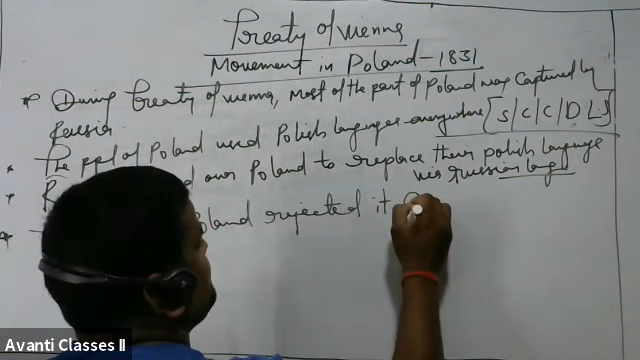 Treaty of Vienna
Movement in Poland - 1831
During Treaty of Vienna, Most of the part of Poland was Captured by
Russia
The ppl of Poland used Polish languages - everywhere [S/C/C/D.L.S]
R over Poland to replace their polish language
via Russian lang
Poland rejected it
Avanti Classes II